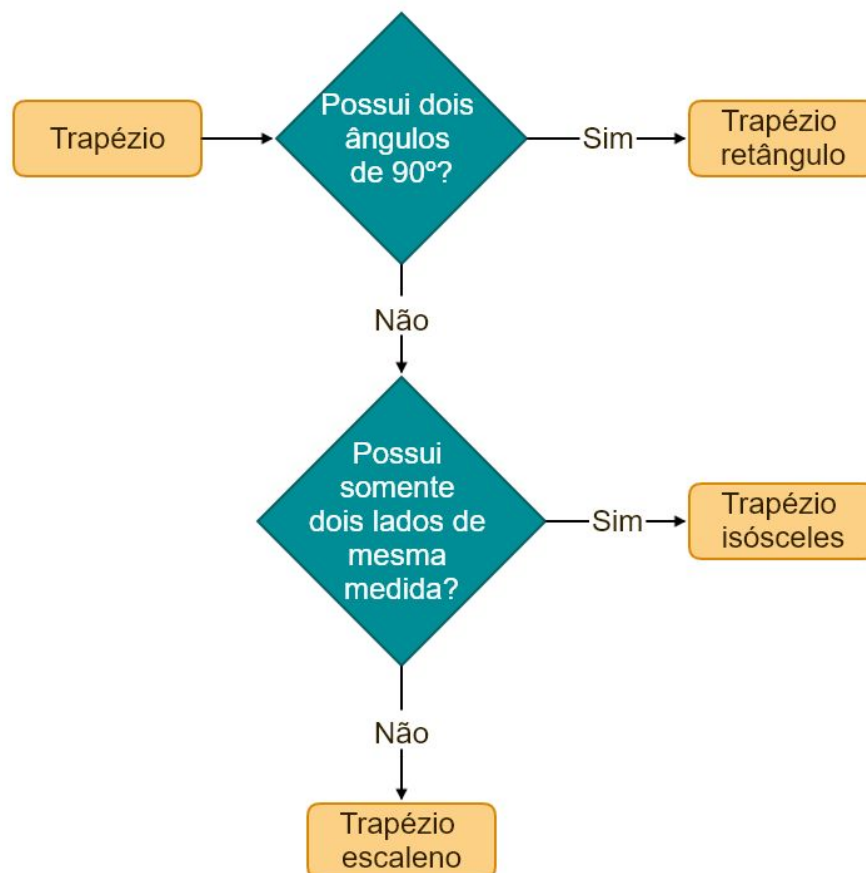 Trapézio
Possui dois
ângulos
de 90º?
Sim
Trapézio
retângulo
Não
Possui
somente
dois lados de
mesma
medida?
Sim
Trapézio
isósceles
Não
Trapézio
escaleno